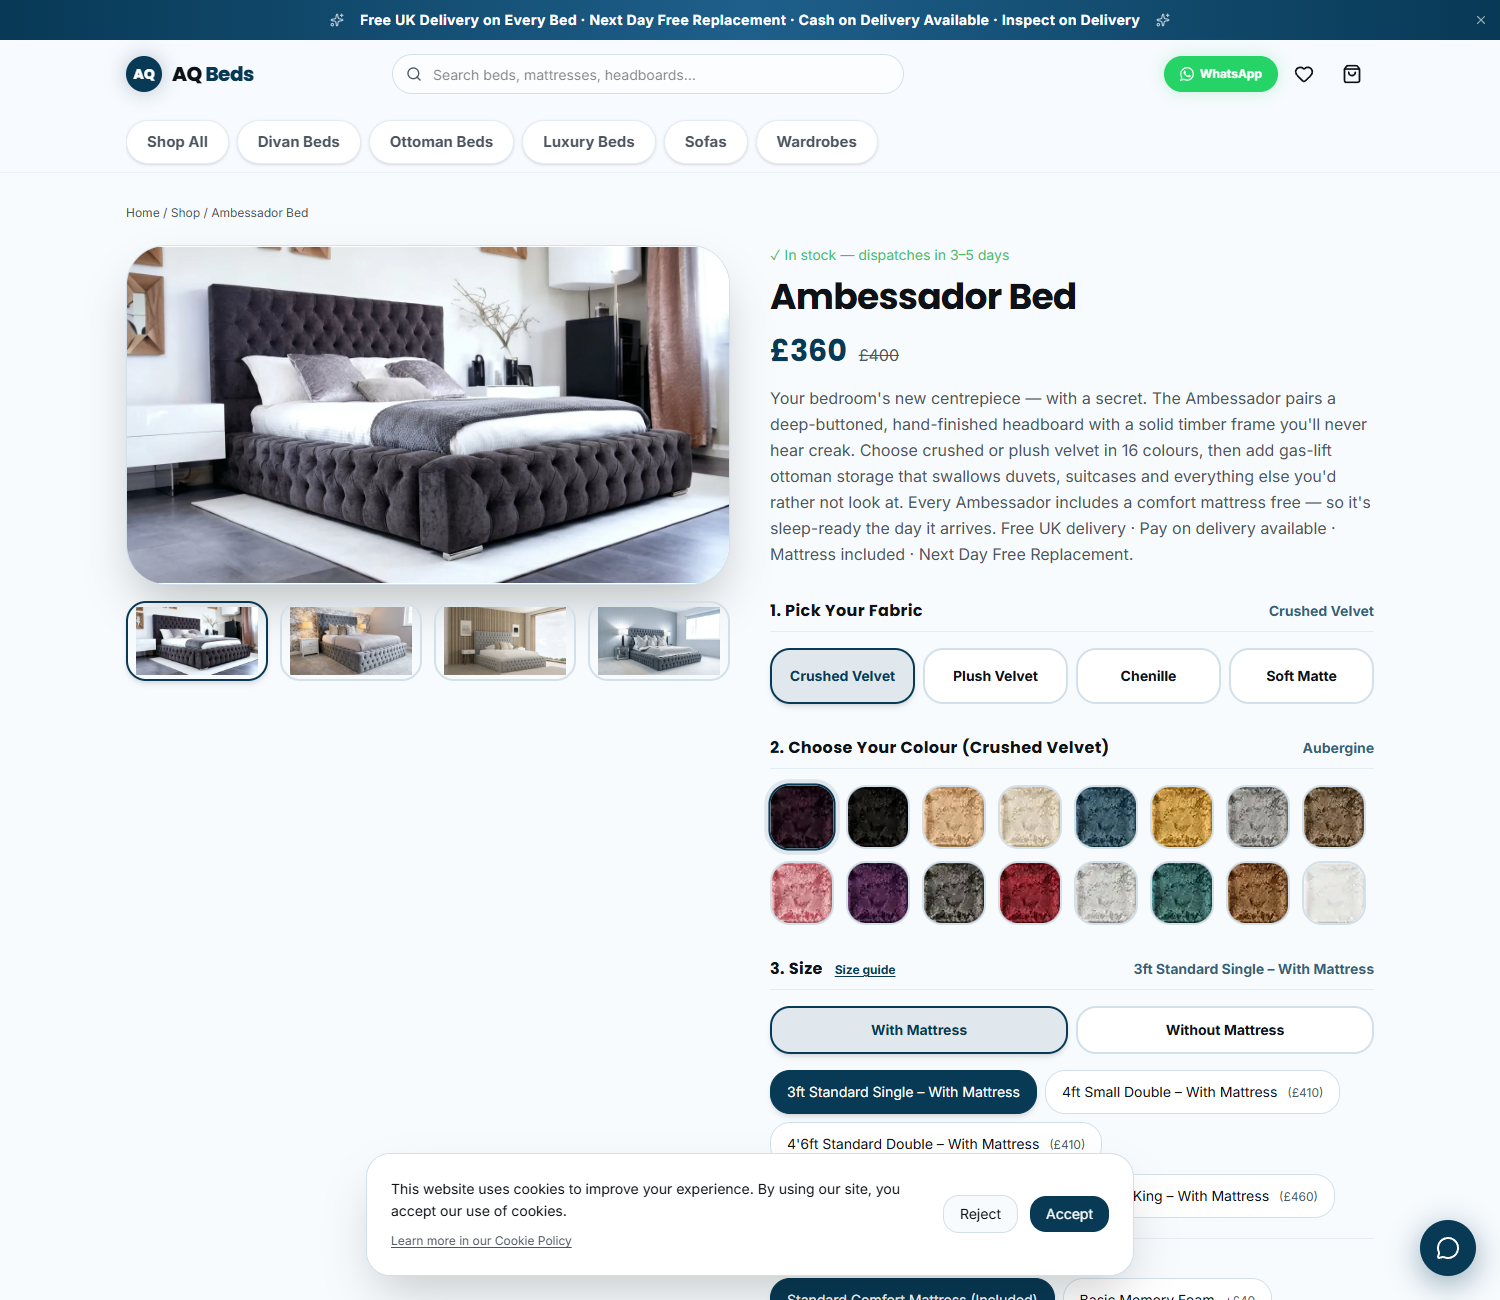 Free UK Delivery on Every Bed · Next Day Free Replacement · Cash on Delivery Available · Inspect on Delivery
AQ AQ Beds
Search beds, mattresses, headboards...
WhatsApp
Shop All Divan Beds Ottoman Beds Luxury Beds Sofas Wardrobes
Home / Shop / Ambessador Bed
✓ In stock — dispatches in 3–5 days
Ambessador Bed
£360 £400
Your bedroom's new centrepiece — with a secret. The Ambessador pairs a
deep-buttoned, hand-finished headboard with a solid timber frame you'll never
hear creak. Choose crushed or plush velvet in 16 colours, then add gas-lift
ottoman storage that swallows duvets, suitcases and everything else you'd
rather not look at. Every Ambessador includes a comfort mattress free — so it's
sleep-ready the day it arrives. Free UK delivery · Pay on delivery available ·
Mattress included · Next Day Free Replacement.
1. Pick Your Fabric Crushed Velvet
Crushed Velvet Plush Velvet Chenille Soft Matte
2. Choose Your Colour (Crushed Velvet) Aubergine
3. Size Size guide 3ft Standard Single – With Mattress
With Mattress Without Mattress
3ft Standard Single – With Mattress 4ft Small Double – With Mattress (£410)
4'6ft Standard Double – With Mattress (£410)
King – With Mattress (£460)
This website uses cookies to improve your experience. By using our site, you
accept our use of cookies.
Learn more in our Cookie Policy
Reject Accept
Standard Comfort Mattress (Included) Basic Memory Foam +£40